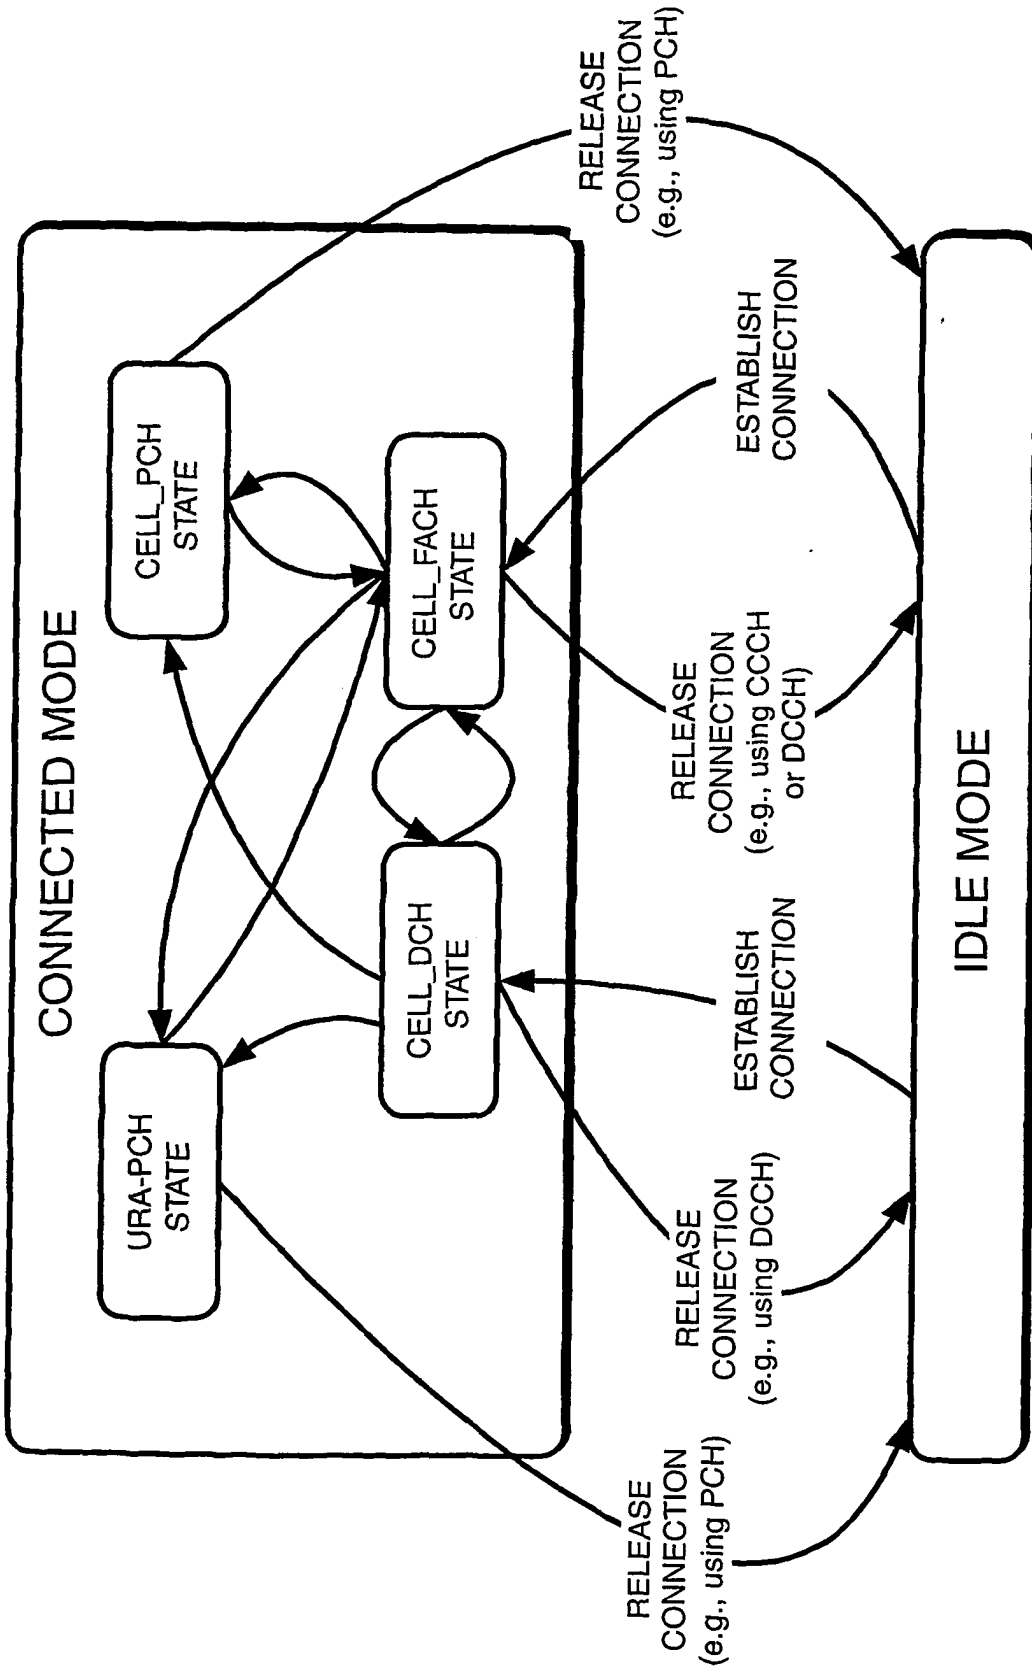 CONNECTED MODE
URA-PCH
STATE
CELL_PCH
STATE
CELL_DCH
STATE
CELL_FACH
STATE
RELEASE
CONNECTION
(e.g., using PCH)
RELEASE
CONNECTION
(e.g., using DCCH)
ESTABLISH
CONNECTION
RELEASE
CONNECTION
(e.g., using CCCH
or DCCH)
ESTABLISH
CONNECTION
RELEASE
CONNECTION
(e.g., using PCH)
IDLE MODE